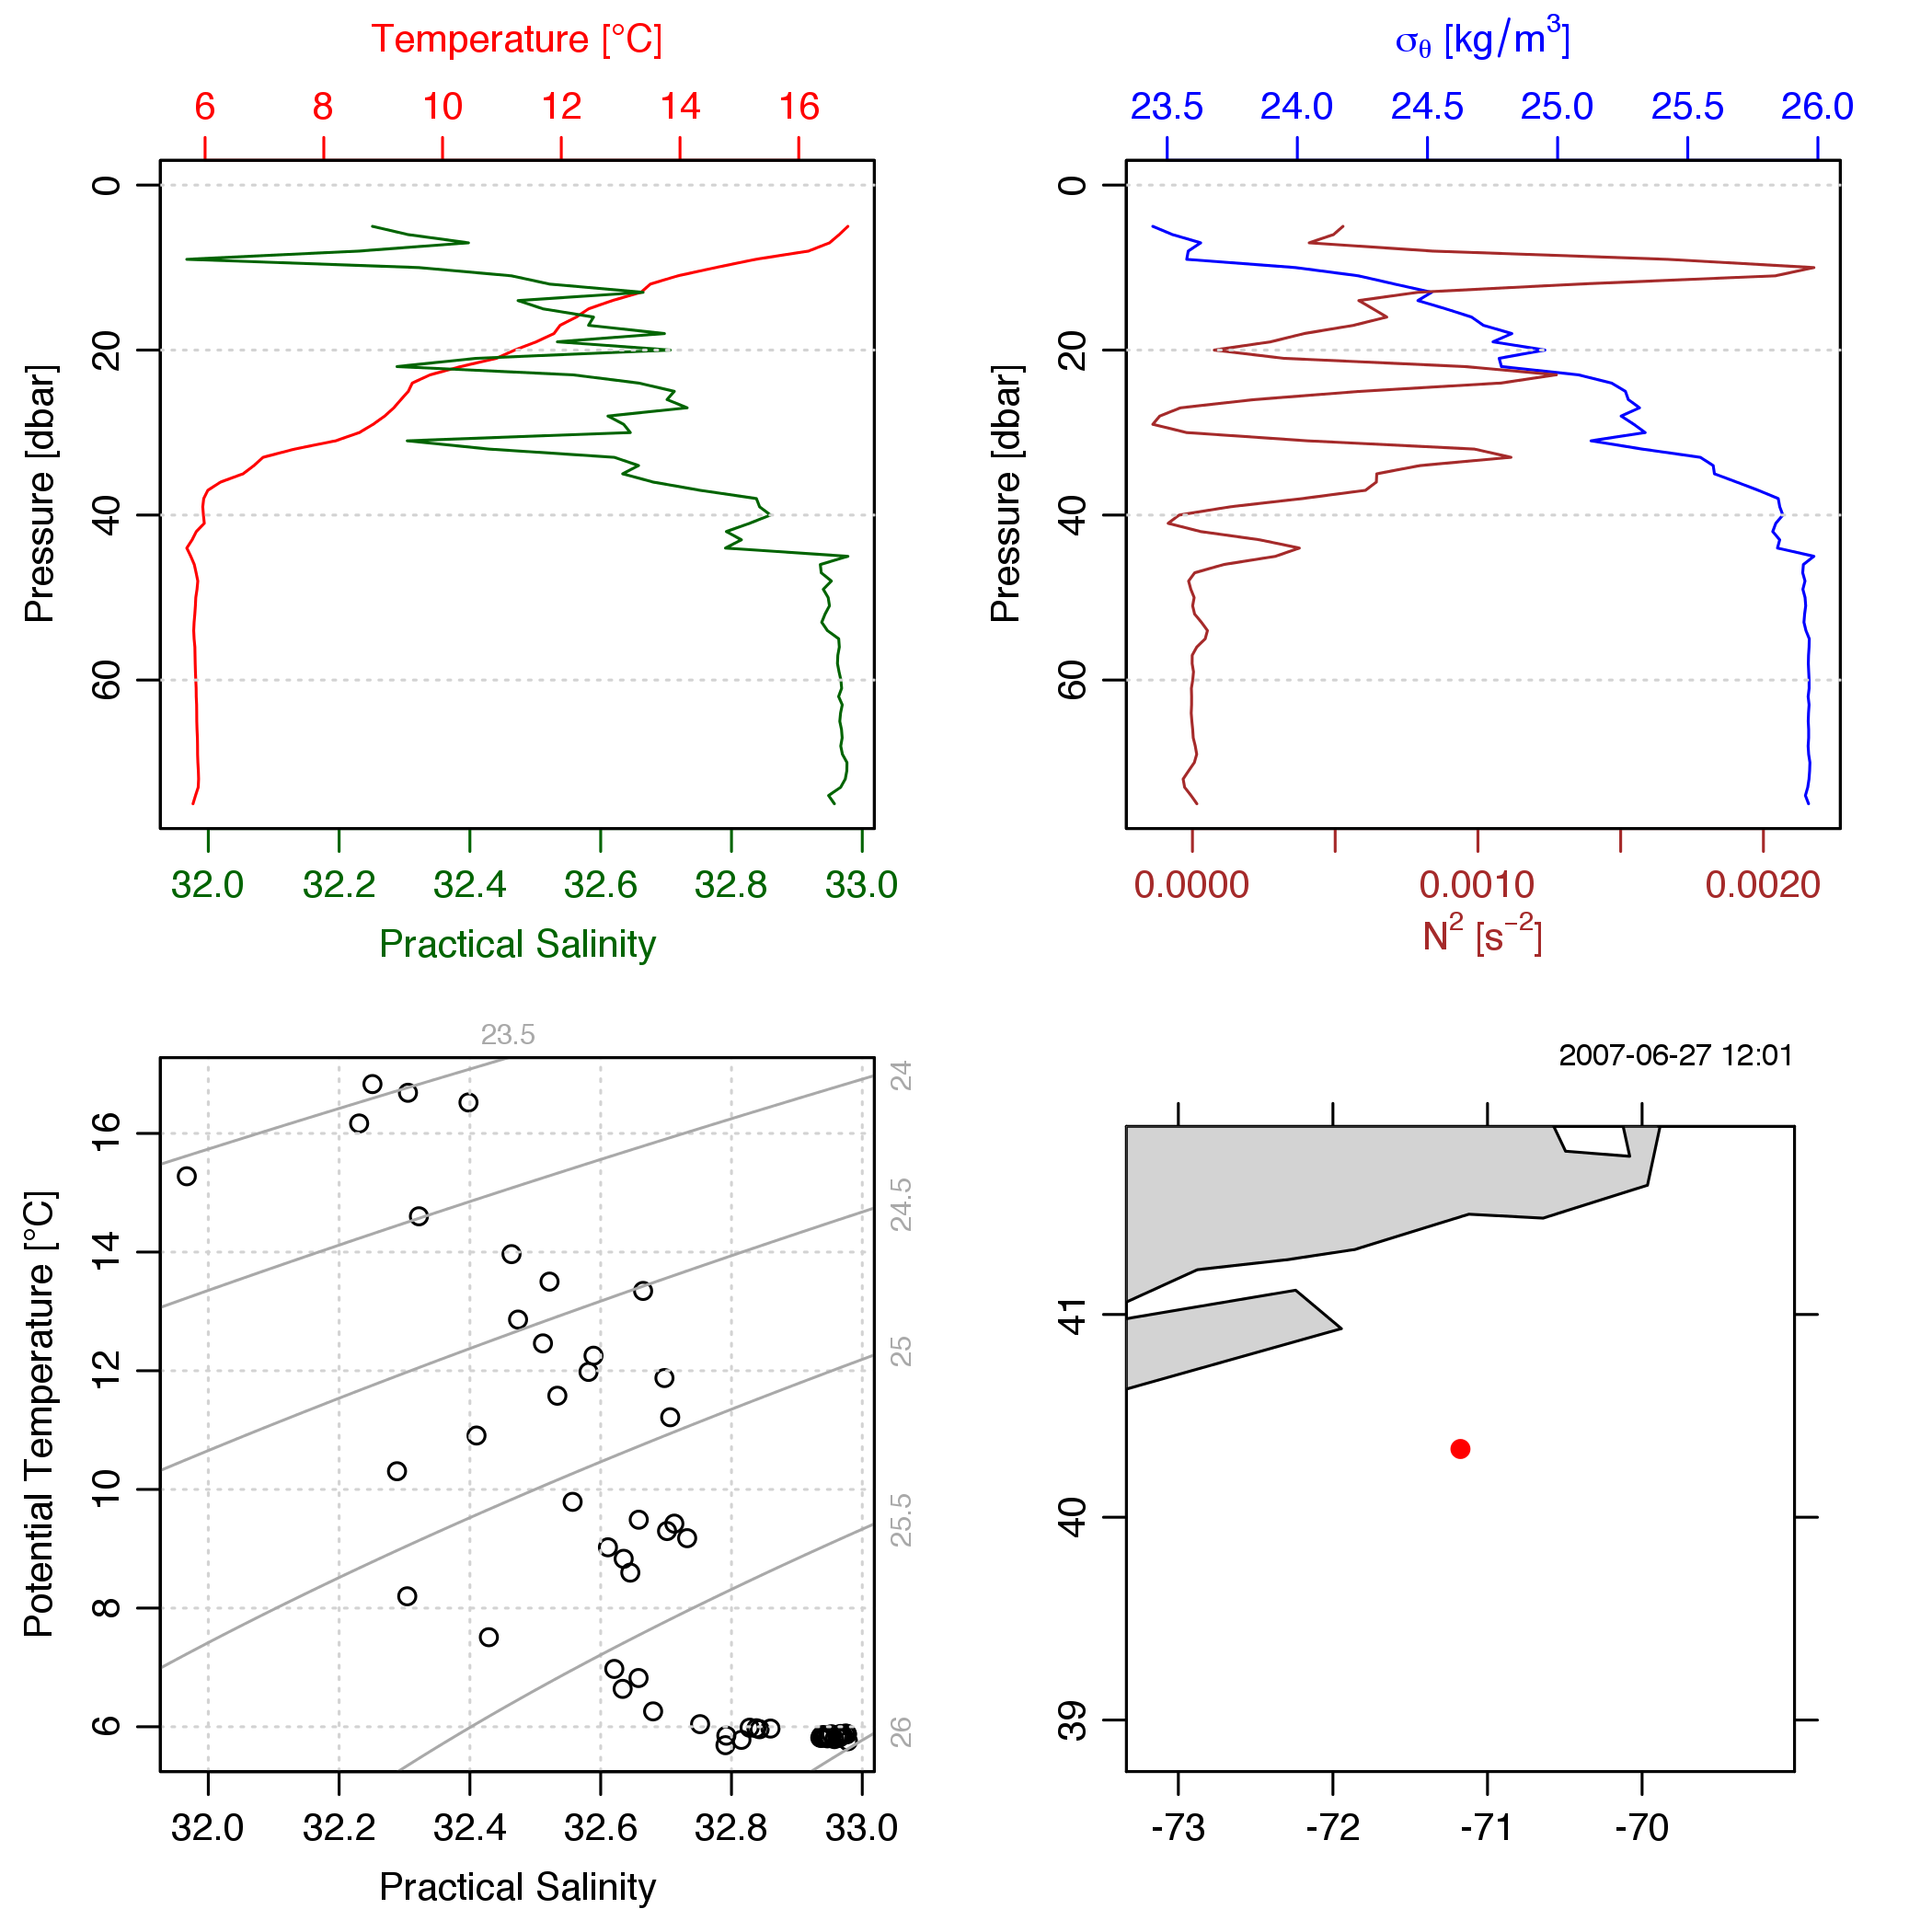 Temperature [°C]
6 8 10 12 14 16
0
20
40
60
Pressure [dbar]
32.0 32.2 32.4 32.6 32.8 33.0
Practical Salinity
σθ [kg/m³]
23.5 24.0 24.5 25.0 25.5 26.0
0
20
40
60
Pressure [dbar]
0.0000 0.0010 0.0020
N² [s⁻²]
23.5
24
24.5
25
25.5
26
16
14
12
10
8
6
Potential Temperature [°C]
32.0 32.2 32.4 32.6 32.8 33.0
Practical Salinity
2007-06-27 12:01
41
40
39
-73 -72 -71 -70